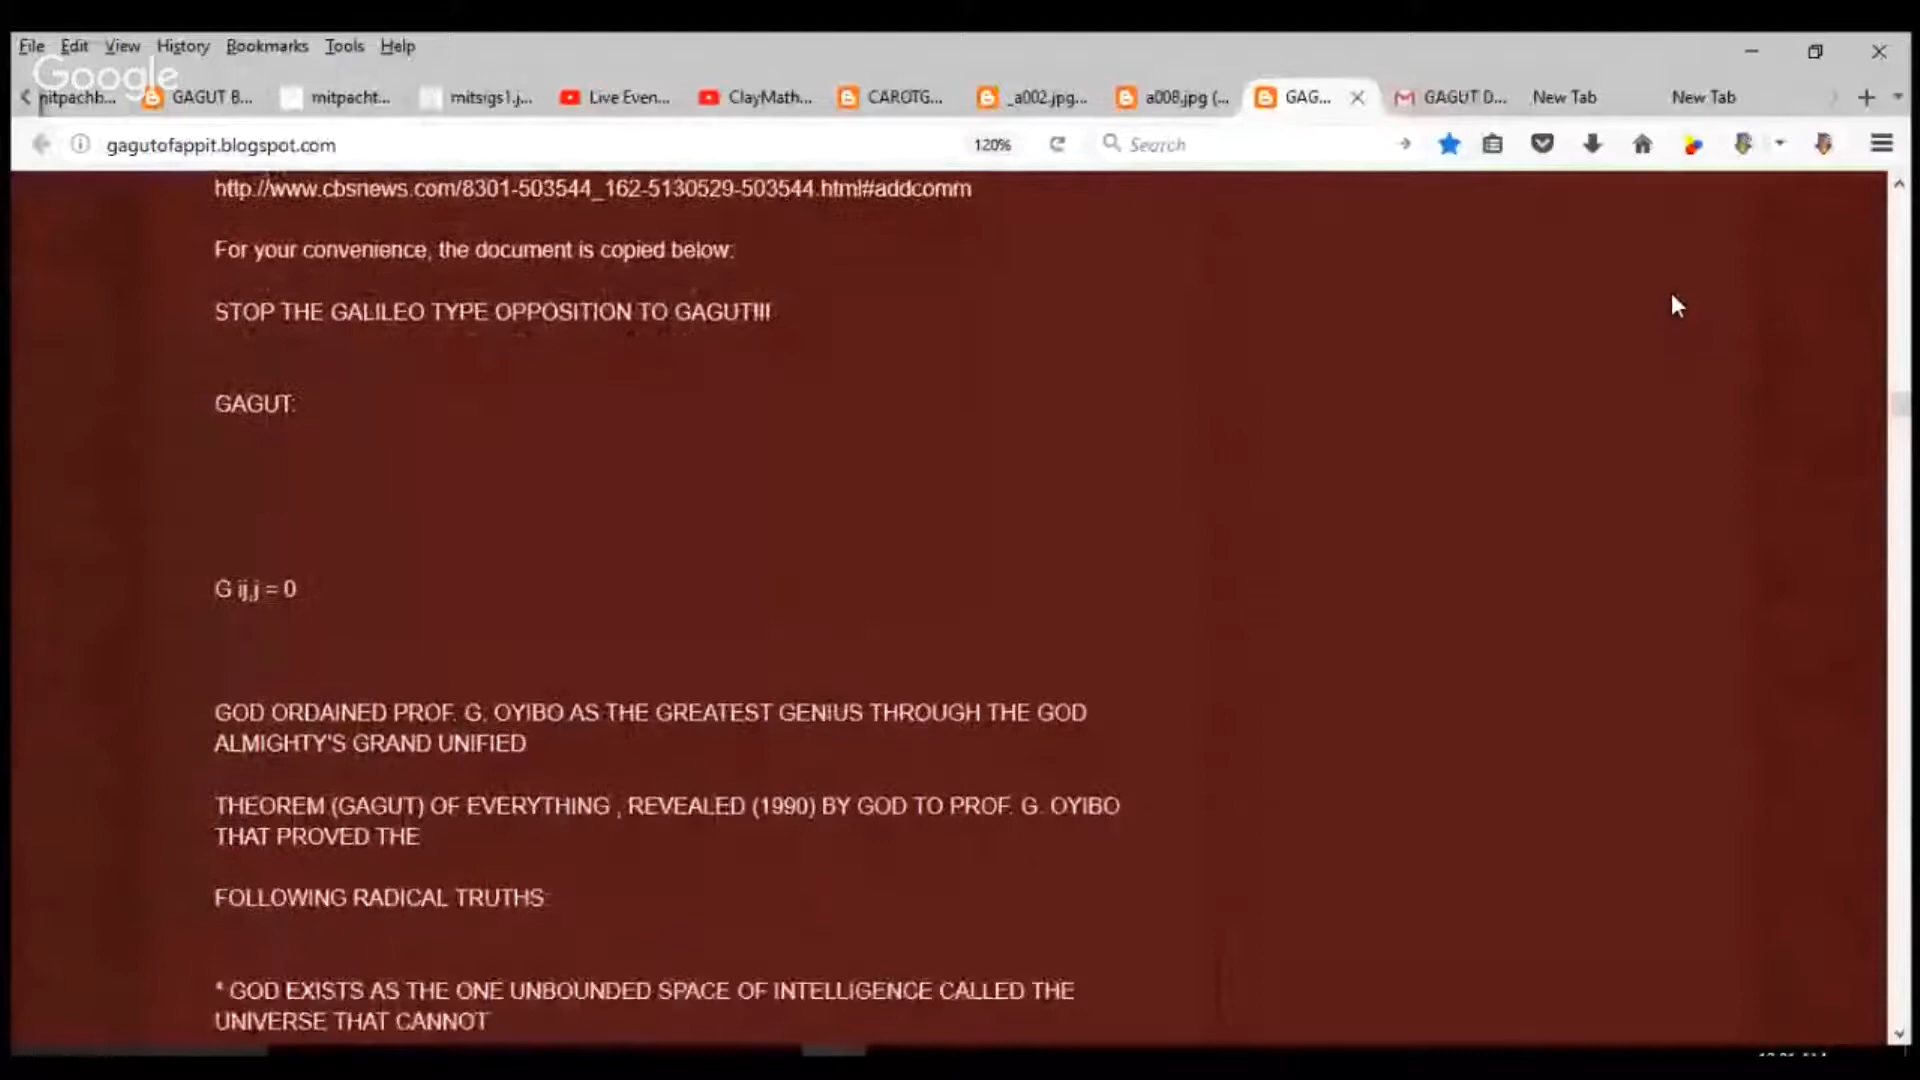 File Edit View History Bookmarks Tools Help
Google
nitpachb... GAGUT B... mitpacht... mitsigs1.j... Live Even... ClayMath... CAROTG... _a002.jpg... a008.jpg (... GAG... GAGUT D... New Tab New Tab
gagutofappit.blogspot.com 120% Search
http://www.cbsnews.com/8301-503544_162-5130529-503544.html#addcomm
For your convenience, the document is copied below:
STOP THE GALILEO TYPE OPPOSITION TO GAGUT!!!
GAGUT:
G ij,j = 0
GOD ORDAINED PROF. G. OYIBO AS THE GREATEST GENIUS THROUGH THE GOD
ALMIGHTY'S GRAND UNIFIED
THEOREM (GAGUT) OF EVERYTHING , REVEALED (1990) BY GOD TO PROF. G. OYIBO
THAT PROVED THE
FOLLOWING RADICAL TRUTHS:
* GOD EXISTS AS THE ONE UNBOUNDED SPACE OF INTELLIGENCE CALLED THE
UNIVERSE THAT CANNOT